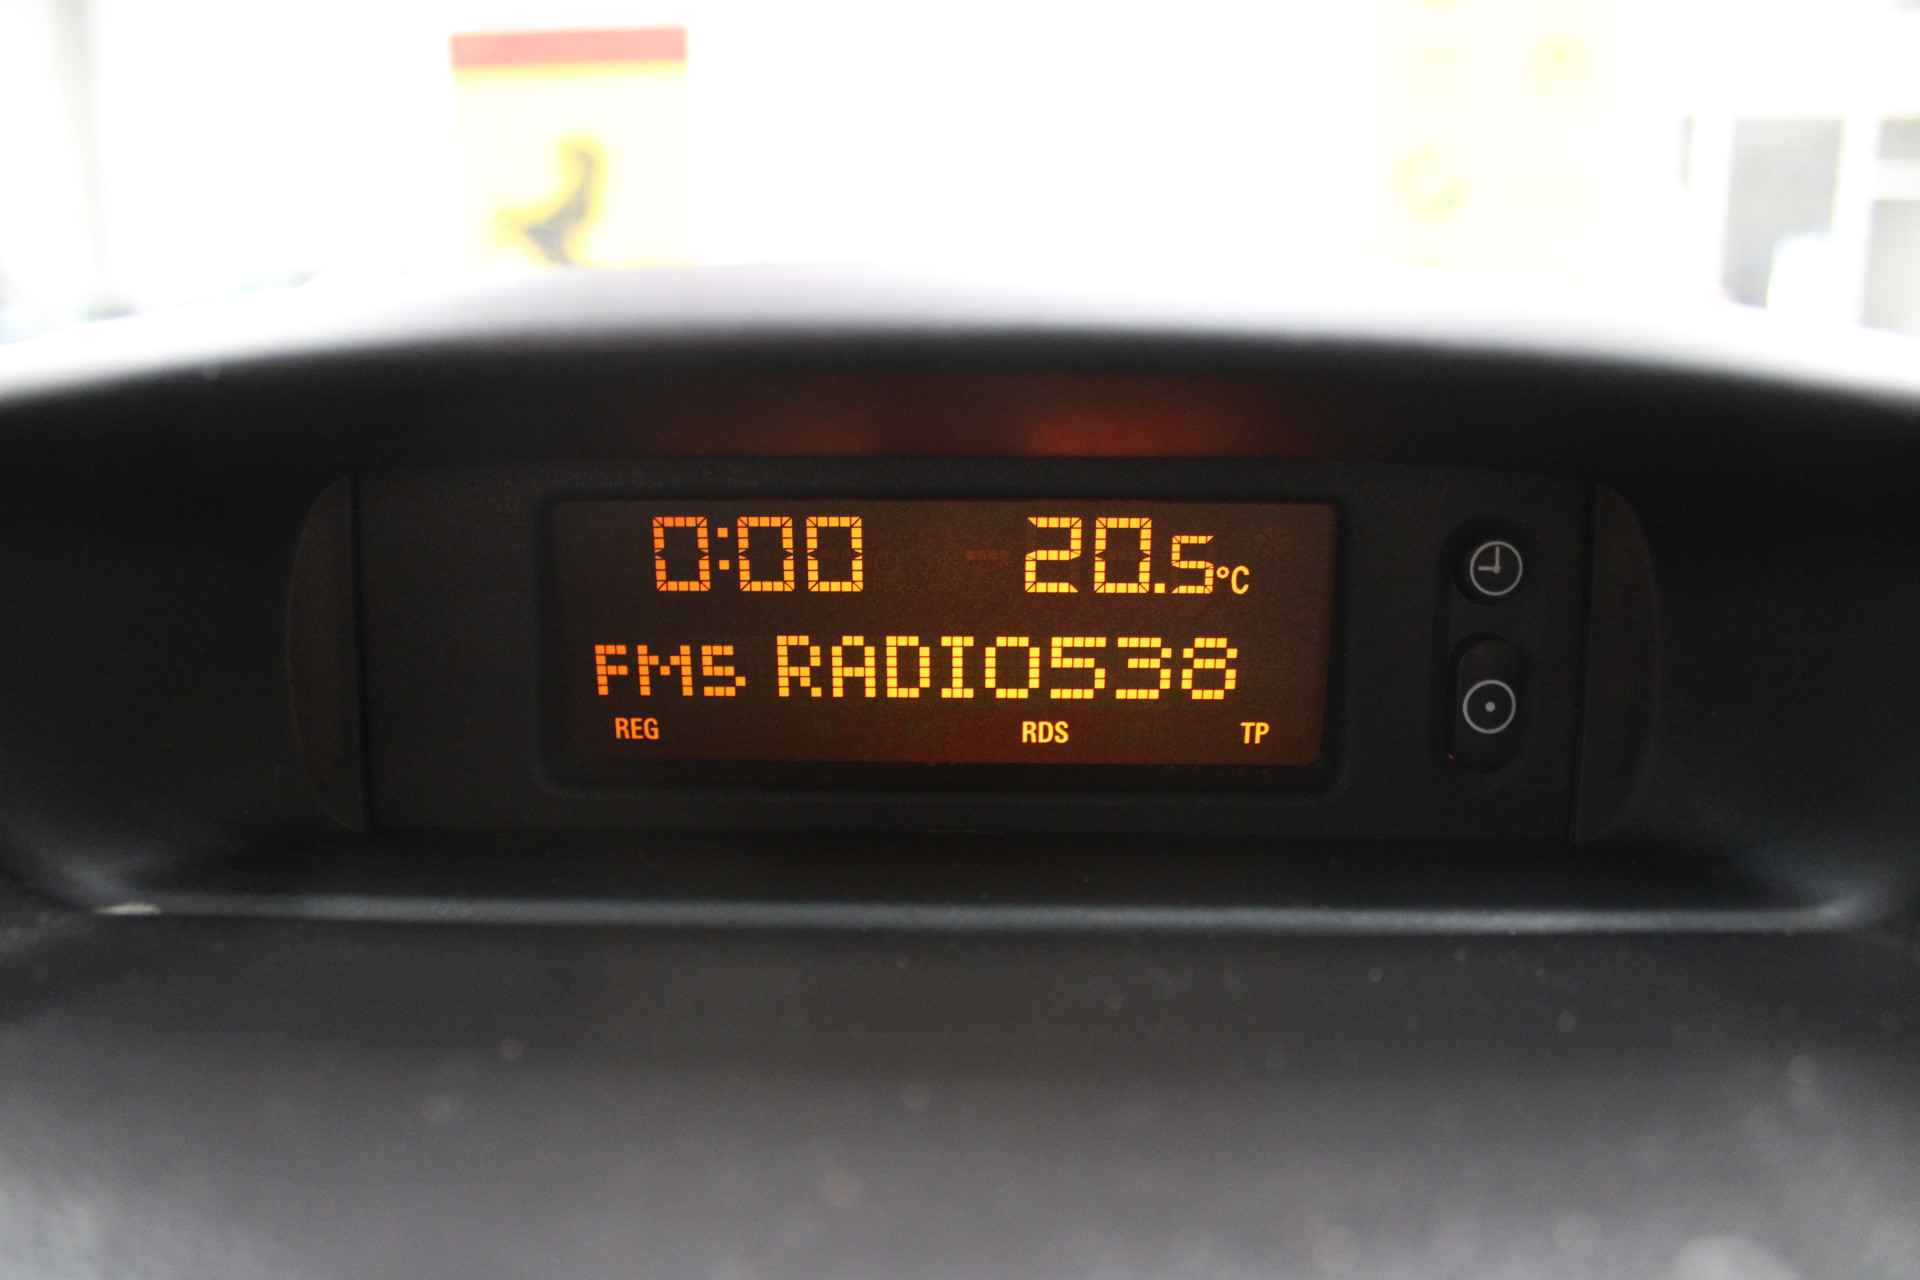 0:00 20.5°C
FM5 RADIO538
REG RDS TP